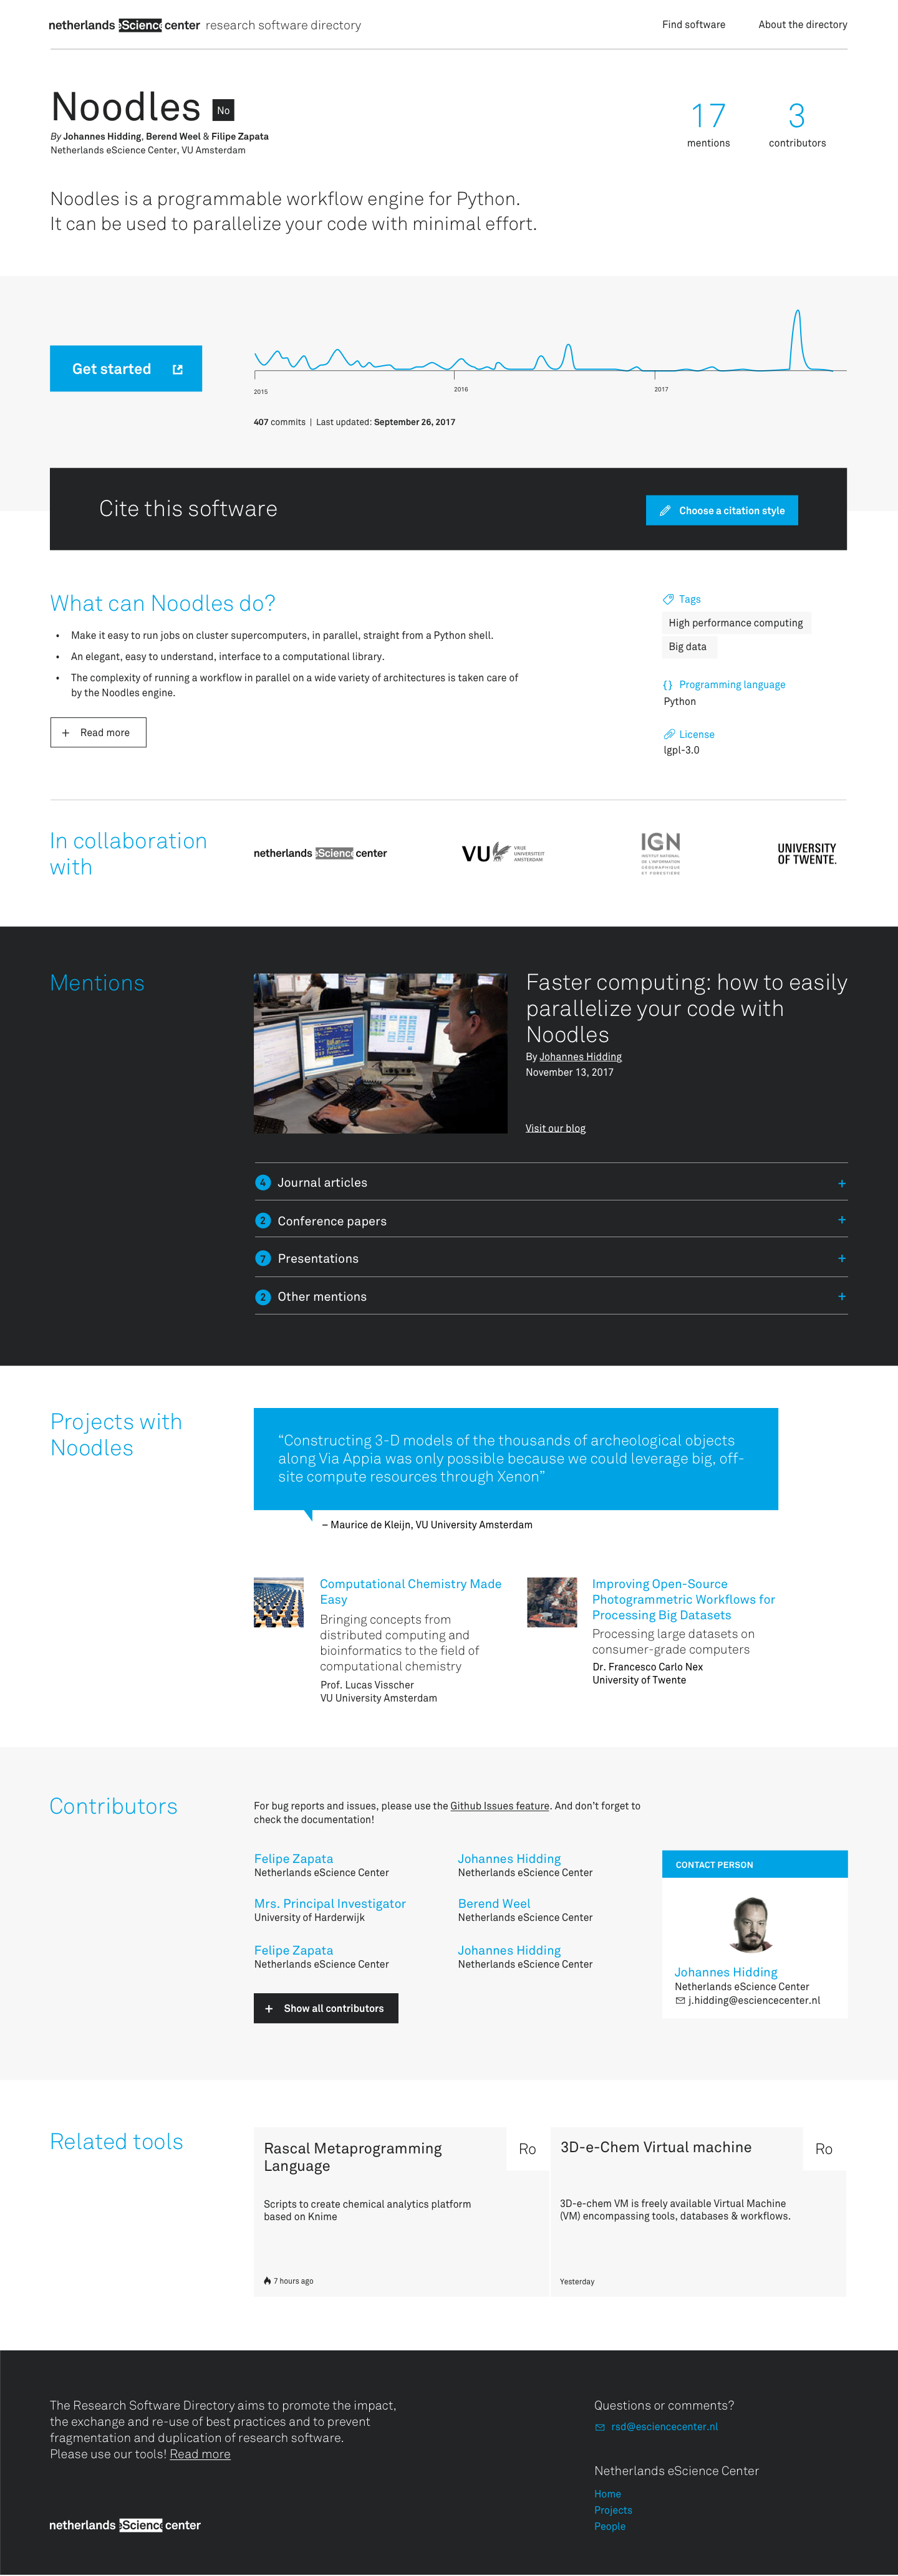 netherlands eScience center research software directory
Find software
About the directory
Noodles No
By Johannes Hidding, Berend Weel & Filipe Zapata
Netherlands eScience Center, VU Amsterdam
17
mentions
3
contributors
Noodles is a programmable workflow engine for Python.
It can be used to parallelize your code with minimal effort.
Get started
2015
2016
2017
407 commits | Last updated: September 26, 2017
Cite this software
Choose a citation style
What can Noodles do?
• Make it easy to run jobs on cluster supercomputers, in parallel, straight from a Python shell.
• An elegant, easy to understand, interface to a computational library.
• The complexity of running a workflow in parallel on a wide variety of architectures is taken care of
by the Noodles engine.
+ Read more
Tags
High performance computing
Big data
{} Programming language
Python
License
lgpl-3.0
In collaboration
with
netherlands eScience center
VU VRIJE
UNIVERSITEIT
AMSTERDAM
IGN
INSTITUT NATIONAL
DE L'INFORMATION
GÉOGRAPHIQUE
ET FORESTIÈRE
UNIVERSITY
OF TWENTE.
Mentions
Faster computing: how to easily
parallelize your code with
Noodles
By Johannes Hidding
November 13, 2017
Visit our blog
4 Journal articles +
2 Conference papers +
7 Presentations +
2 Other mentions +
Projects with
Noodles
“Constructing 3-D models of the thousands of archeological objects
along Via Appia was only possible because we could leverage big, off-
site compute resources through Xenon”
– Maurice de Kleijn, VU University Amsterdam
Computational Chemistry Made
Easy
Bringing concepts from
distributed computing and
bioinformatics to the field of
computational chemistry
Prof. Lucas Visscher
VU University Amsterdam
Improving Open-Source
Photogrammetric Workflows for
Processing Big Datasets
Processing large datasets on
consumer-grade computers
Dr. Francesco Carlo Nex
University of Twente
Contributors
For bug reports and issues, please use the Github Issues feature. And don't forget to
check the documentation!
Felipe Zapata
Netherlands eScience Center
Johannes Hidding
Netherlands eScience Center
Mrs. Principal Investigator
University of Harderwijk
Berend Weel
Netherlands eScience Center
Felipe Zapata
Netherlands eScience Center
Johannes Hidding
Netherlands eScience Center
+ Show all contributors
CONTACT PERSON
Johannes Hidding
Netherlands eScience Center
j.hidding@esciencecenter.nl
Related tools
Rascal Metaprogramming
Language
Ro
Scripts to create chemical analytics platform
based on Knime
7 hours ago
3D-e-Chem Virtual machine
Ro
3D-e-chem VM is freely available Virtual Machine
(VM) encompassing tools, databases & workflows.
Yesterday
The Research Software Directory aims to promote the impact,
the exchange and re-use of best practices and to prevent
fragmentation and duplication of research software.
Please use our tools! Read more
netherlands eScience center
Questions or comments?
rsd@esciencecenter.nl
Netherlands eScience Center
Home
Projects
People